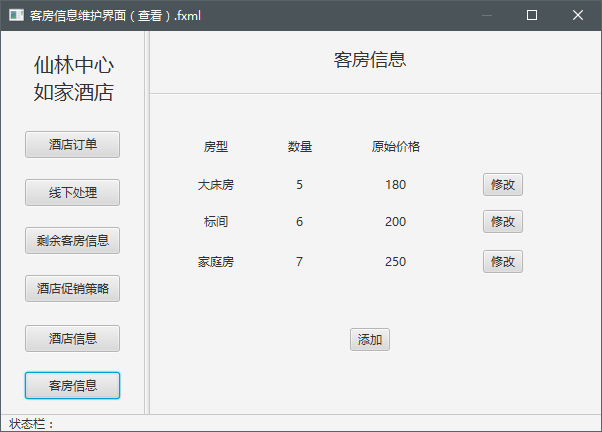 客房信息维护界面（查看）.fxml
仙林中心
如家酒店
酒店订单
线下处理
剩余客房信息
酒店促销策略
酒店信息
客房信息
客房信息
房型 数量 原始价格
大床房 5 180 修改
标间 6 200 修改
家庭房 7 250 修改
添加
状态栏：